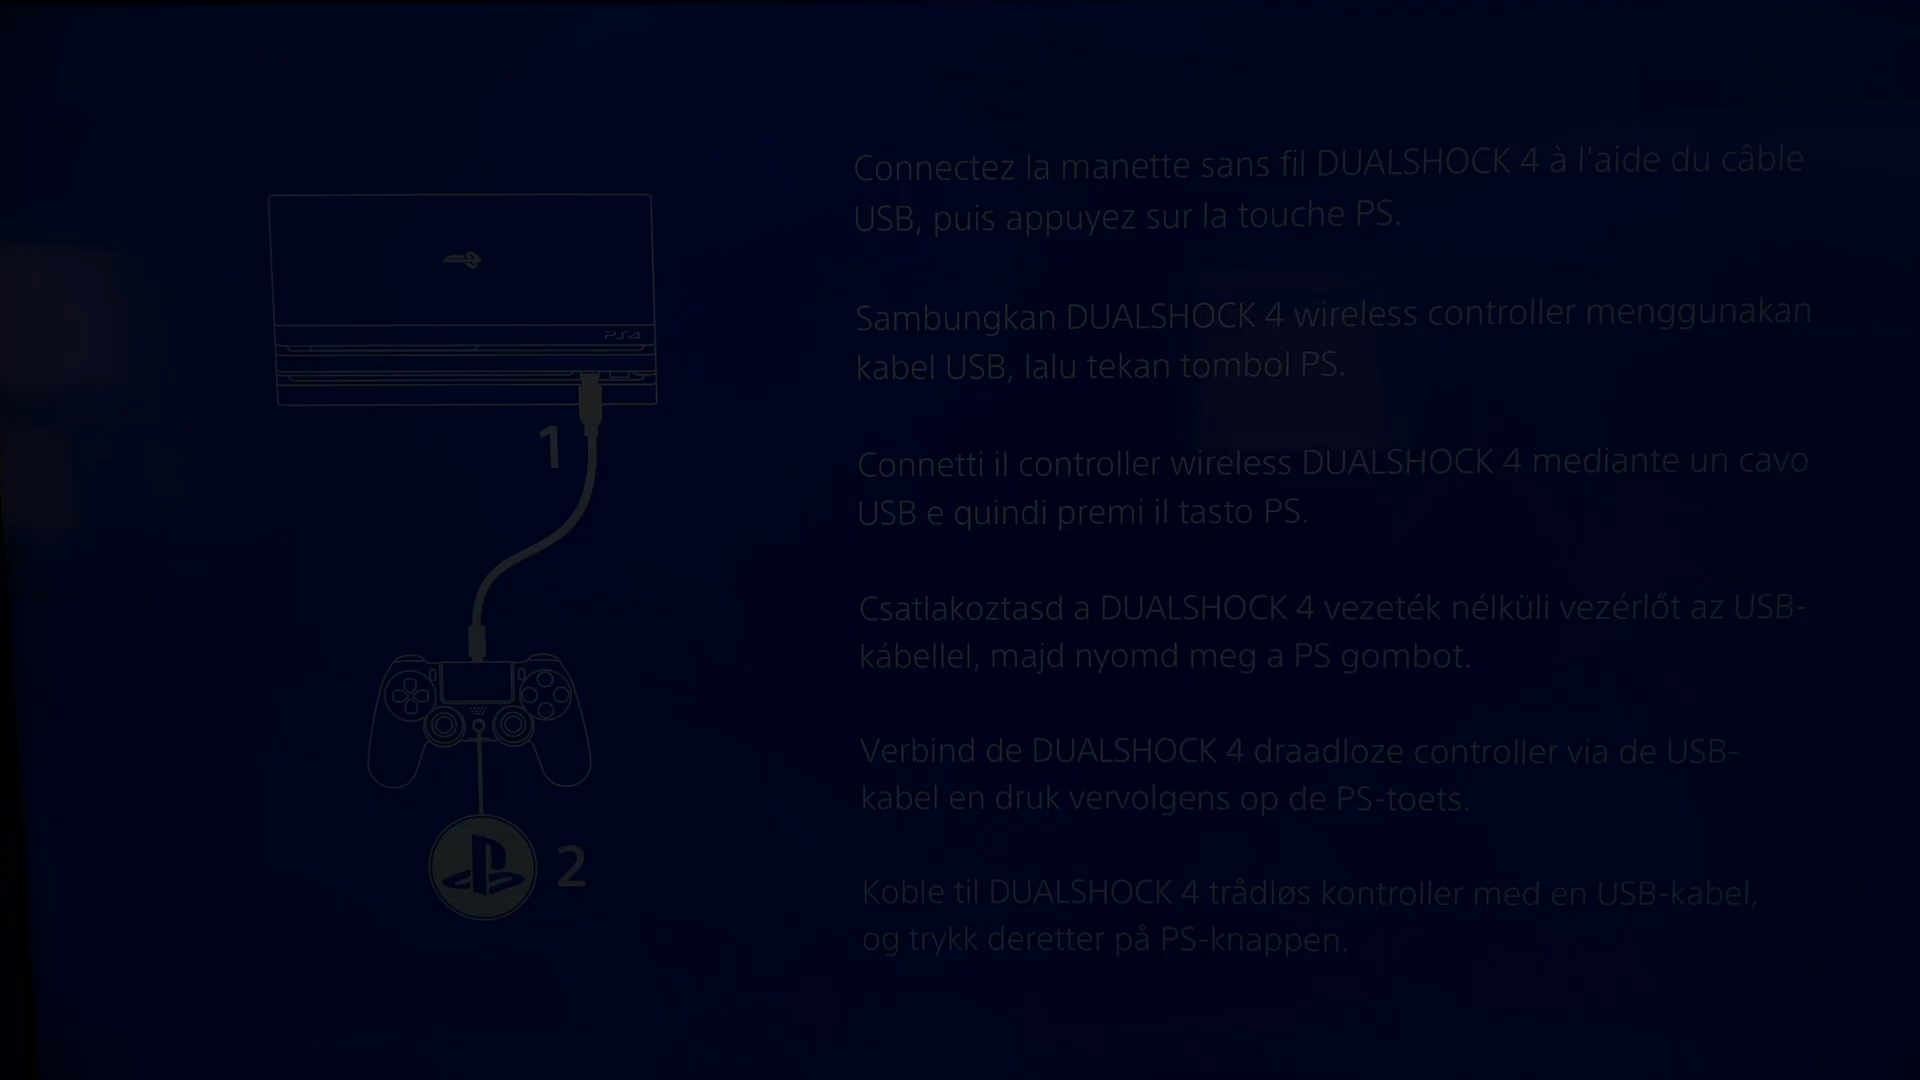 PS4
1
2
Connectez la manette sans fil DUALSHOCK 4 à l'aide du câble
USB, puis appuyez sur la touche PS.
Sambungkan DUALSHOCK 4 wireless controller menggunakan
kabel USB, lalu tekan tombol PS.
Connetti il controller wireless DUALSHOCK 4 mediante un cavo
USB e quindi premi il tasto PS.
Csatlakoztasd a DUALSHOCK 4 vezeték nélküli vezérlőt az USB-
kábellel, majd nyomd meg a PS gombot.
Verbind de DUALSHOCK 4 draadloze controller via de USB-
kabel en druk vervolgens op de PS-toets.
Koble til DUALSHOCK 4 trådløs kontroller med en USB-kabel,
og trykk deretter på PS-knappen.